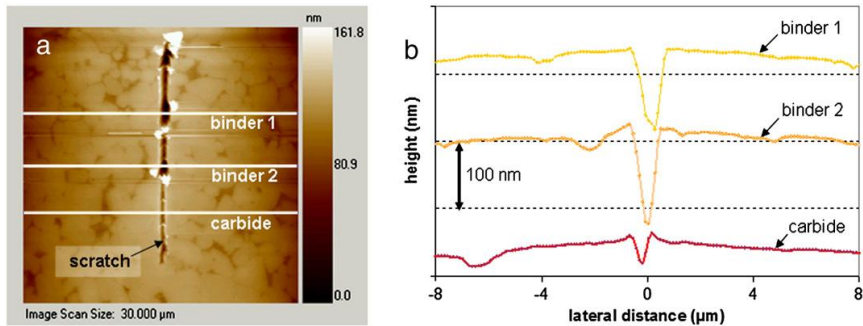 a
nm
161.8
80.9
0.0
binder 1
binder 2
carbide
scratch
Image Scan Size: 30.000 µm
b
height (nm)
binder 1
binder 2
100 nm
carbide
-8
-4
0
4
8
lateral distance (µm)